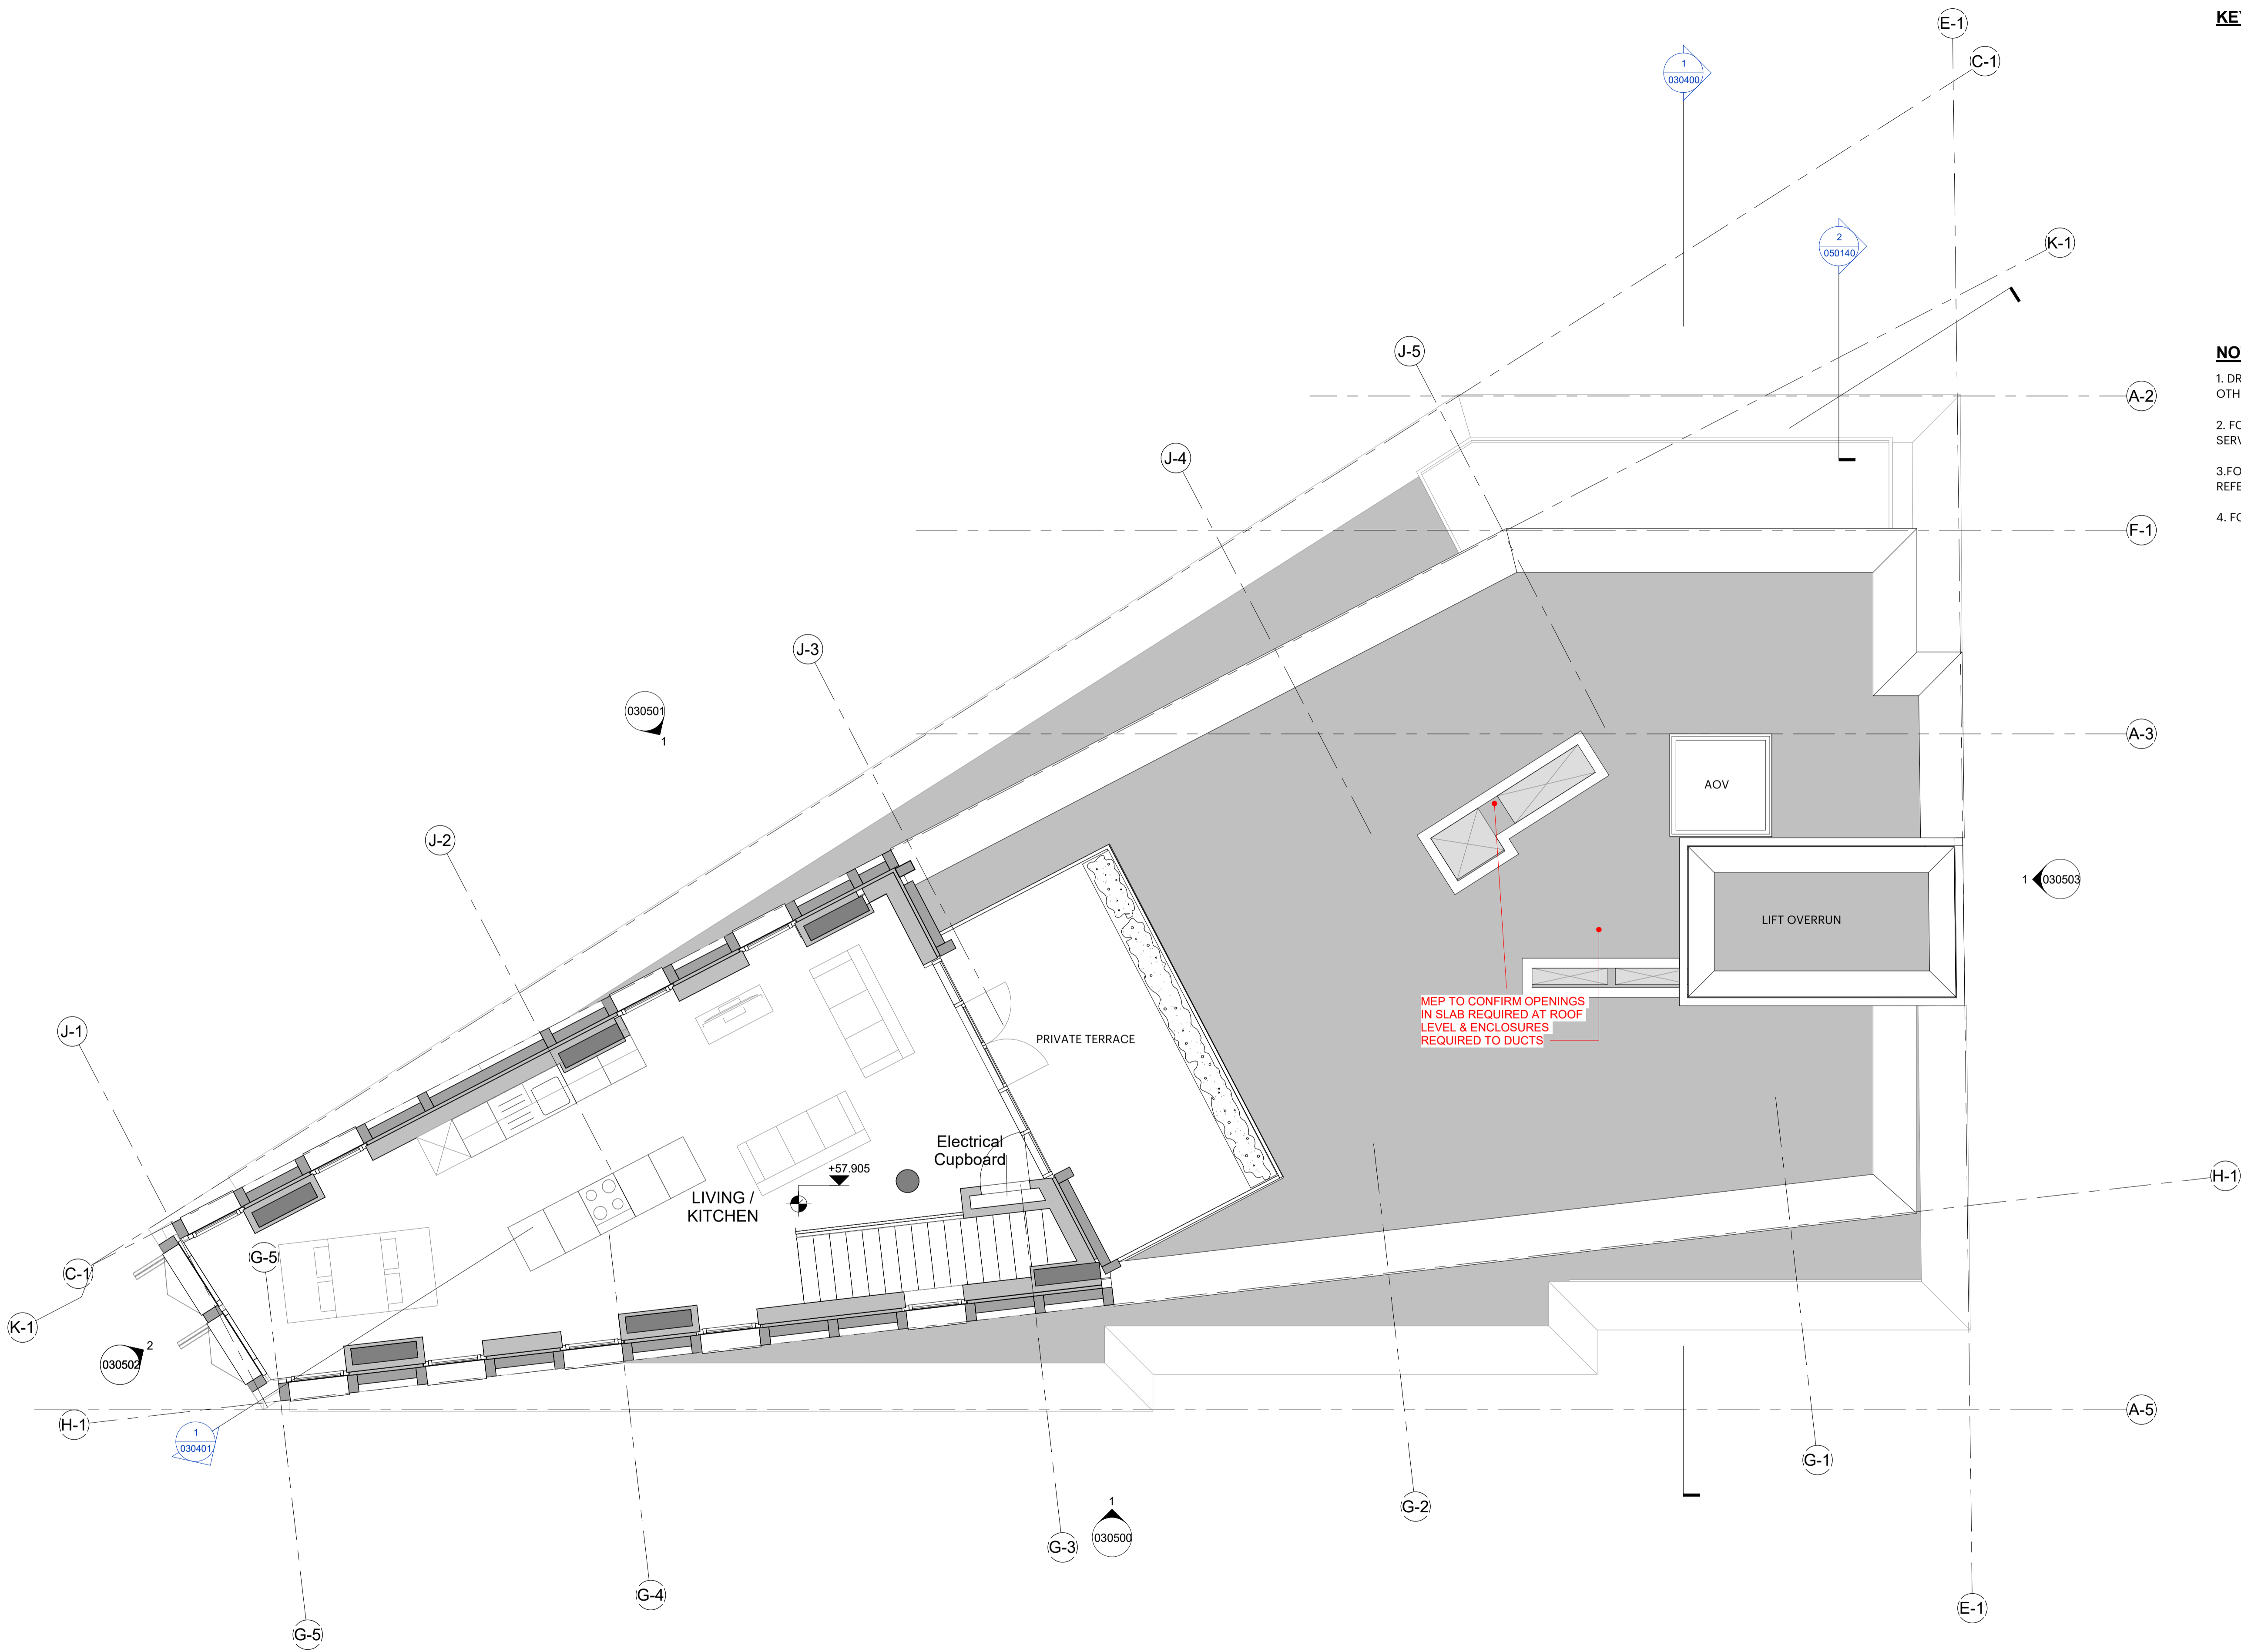 KEY
E-1
C-1
1
030400
2
050140
K-1
J-5
NO
1. DR
OTH
A-2
2. FO
SERV
J-4
3.FO
REFE
4. FO
F-1
J-3
030501
1
A-3
AOV
J-2
1
030503
LIFT OVERRUN
MEP TO CONFIRM OPENINGS
IN SLAB REQUIRED AT ROOF
LEVEL & ENCLOSURES
REQUIRED TO DUCTS
J-1
PRIVATE TERRACE
Electrical
Cupboard
+57.905
LIVING /
KITCHEN
H-1
G-5
C-1
K-1
2
030502
H-1
A-5
1
030401
G-1
1
030500
G-2
G-3
G-4
E-1
G-5